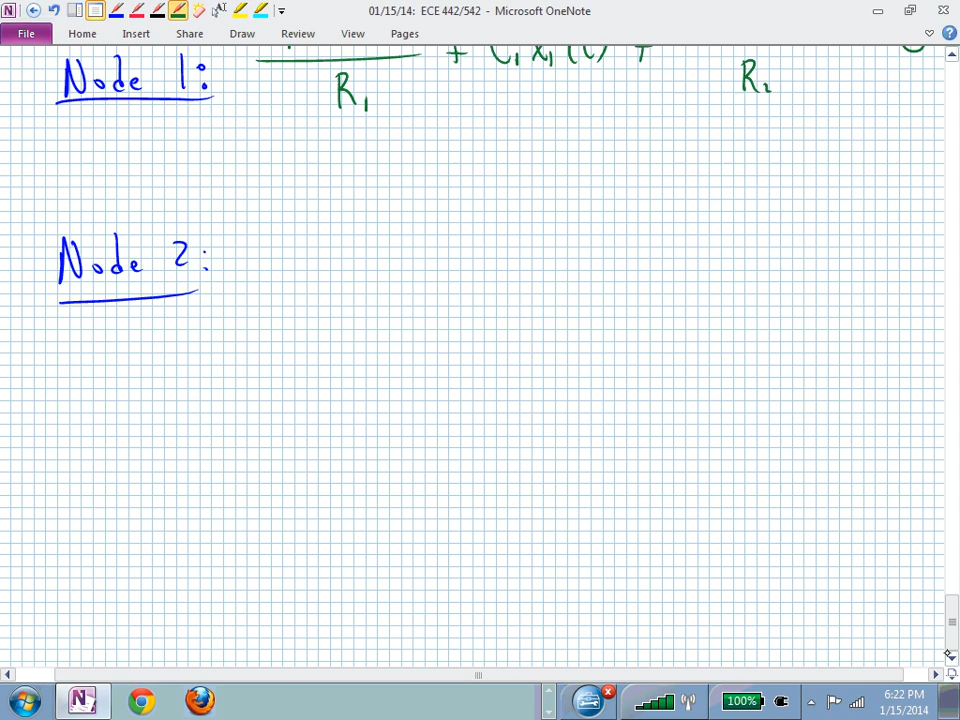 01/15/14: ECE 442/542 - Microsoft OneNote
File Home Insert Share Draw Review View Pages
Node 1:
R₁
R₂
Node 2:
100%
6:22 PM
1/15/2014